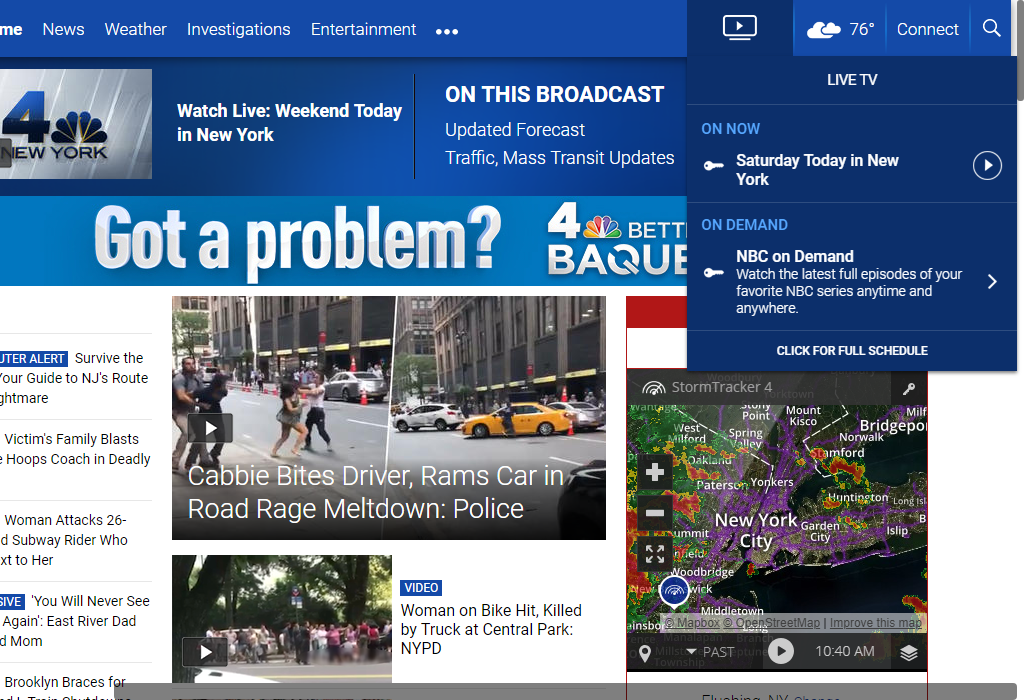 me News Weather Investigations Entertainment •••
76° Connect
4
NEW YORK
Watch Live: Weekend Today
in New York
ON THIS BROADCAST
Updated Forecast
Traffic, Mass Transit Updates
LIVE TV
ON NOW
Saturday Today in New
York
ON DEMAND
NBC on Demand
Watch the latest full episodes of your
favorite NBC series anytime and
anywhere.
CLICK FOR FULL SCHEDULE
Got a problem?
4 BETT
BAQUE
UTER ALERT Survive the
Your Guide to NJ's Route
ghtmare
Victim's Family Blasts
e Hoops Coach in Deadly
Woman Attacks 26-
d Subway Rider Who
xt to Her
SIVE 'You Will Never See
Again': East River Dad
d Mom
Brooklyn Braces for
Cabbie Bites Driver, Rams Car in
Road Rage Meltdown: Police
VIDEO
Woman on Bike Hit, Killed
by Truck at Central Park:
NYPD
StormTracker 4
Stony
Point
Mount
Kisco
Milf
Bridgepor
West
Milford
Spring
Valley
Norwalk
Stamford
Oakland
Paterson
Yonkers
Huntington
Long Isl
New York
City
Garden
City
Islip
B
ummit
nfield
Woodbridge
wick
Middletown
ainsbor
Long
© Mapbox © OpenStreetMap | Improve this map
PAST
10:40 AM
Flushing, NY Change